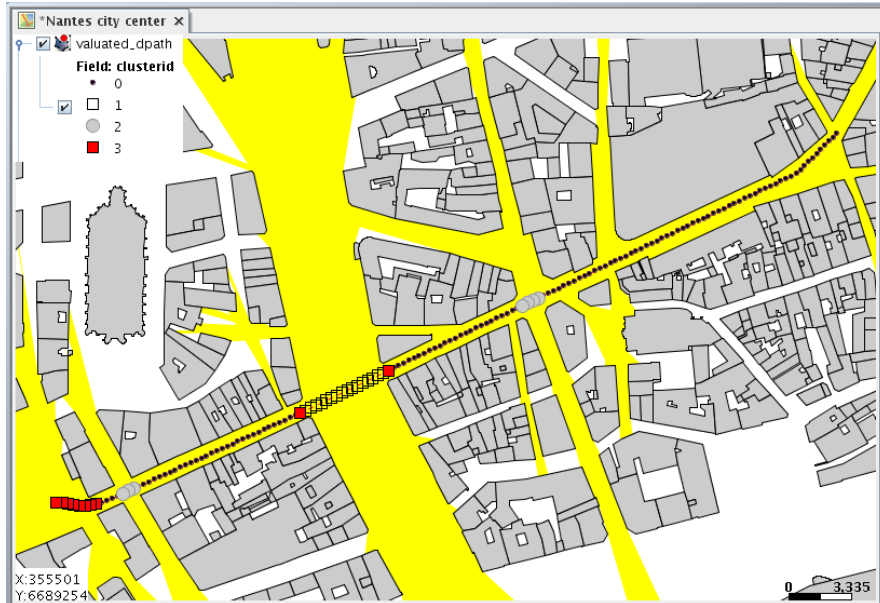 *Nantes city center
valuated_dpath
Field: clusterid
0
1
2
3
X:355501
Y:6689254
0 3,335